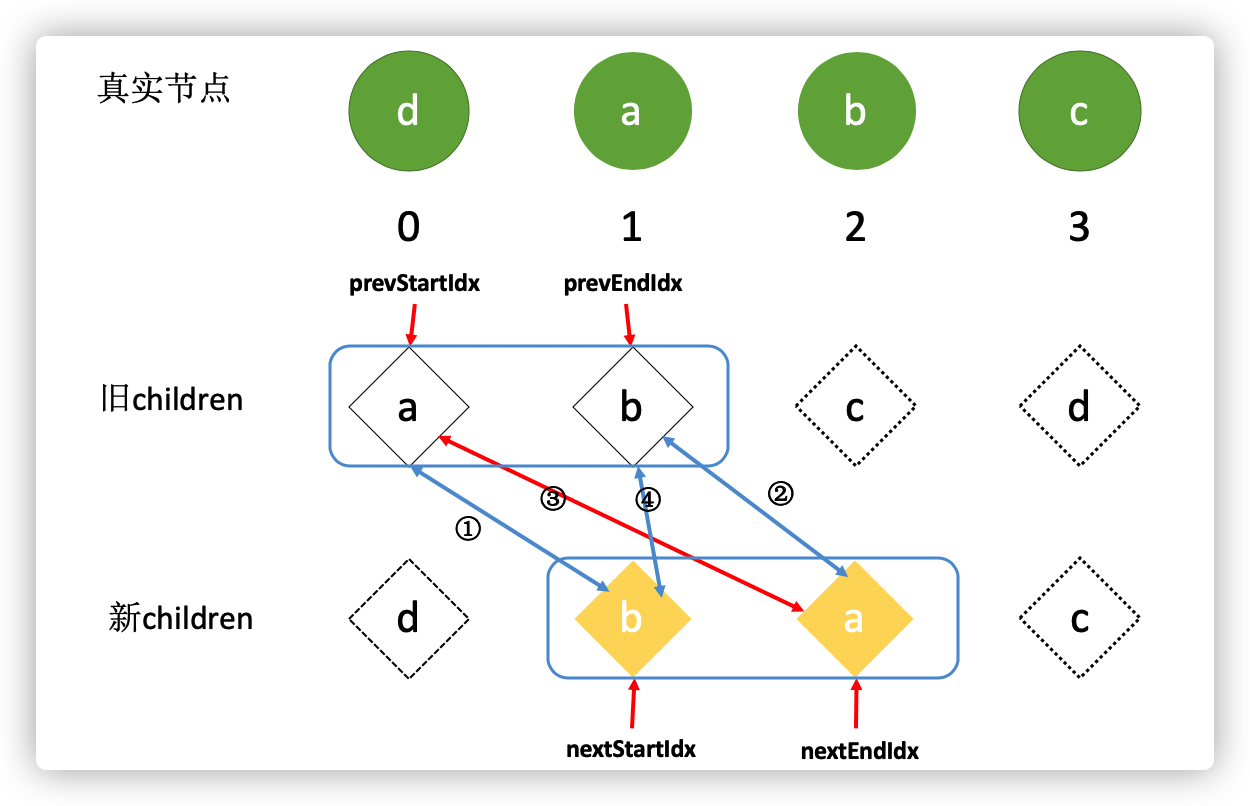 真实节点
d a b c
0 1 2 3
prevStartIdx prevEndIdx
旧children
a b c d
③ ④ ②
①
新children
d b a c
nextStartIdx nextEndIdx